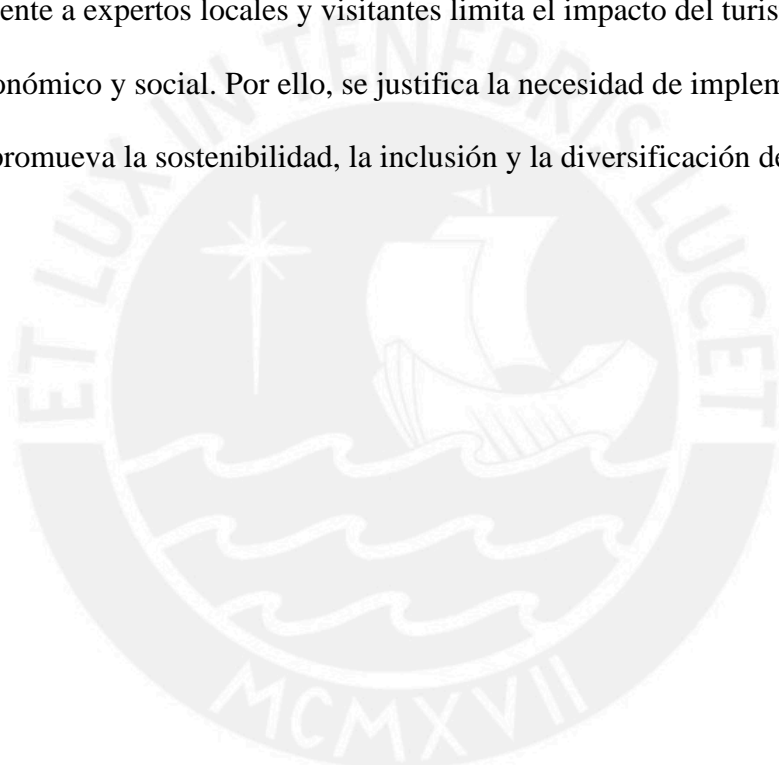 ente a expertos locales y visitantes limita el impacto del turis
onómico y social. Por ello, se justifica la necesidad de implem
promueva la sostenibilidad, la inclusión y la diversificación de
ET LUX IN TENEBRIS LUCET
MCMXVII